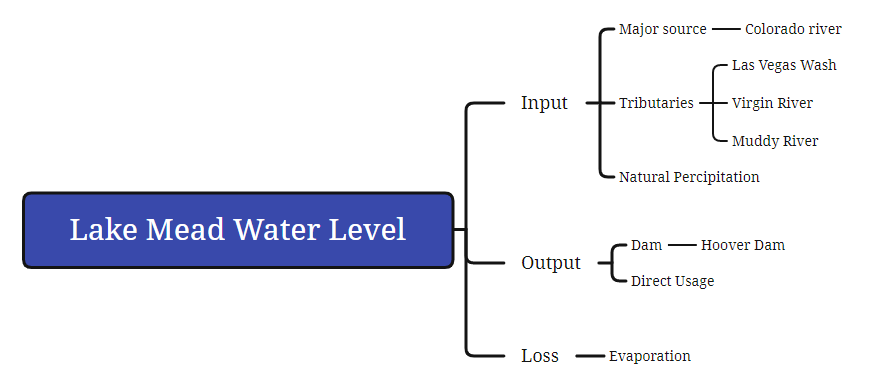 Lake Mead Water Level
Input
Major source
Colorado river
Tributaries
Las Vegas Wash
Virgin River
Muddy River
Natural Percipitation
Output
Dam
Hoover Dam
Direct Usage
Loss
Evaporation